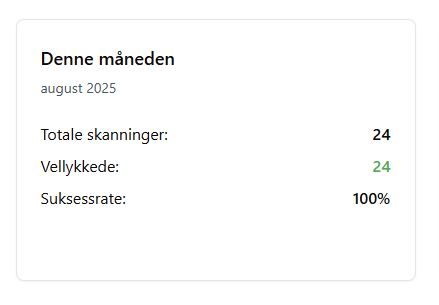 Denne måneden
august 2025
Totale skanninger: 24
Vellykkede: 24
Suksessrate: 100%